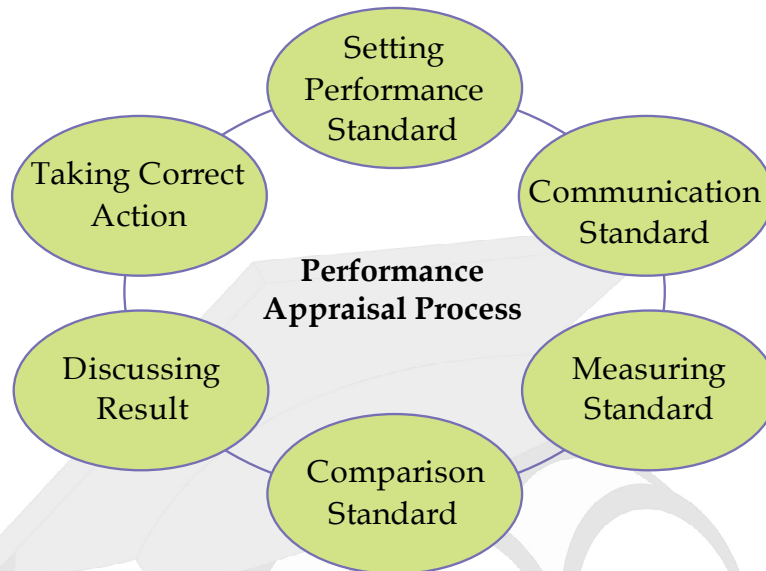 Setting
Performance
Standard
Communication
Standard
Measuring
Standard
Comparison
Standard
Discussing
Result
Taking Correct
Action
Performance
Appraisal Process